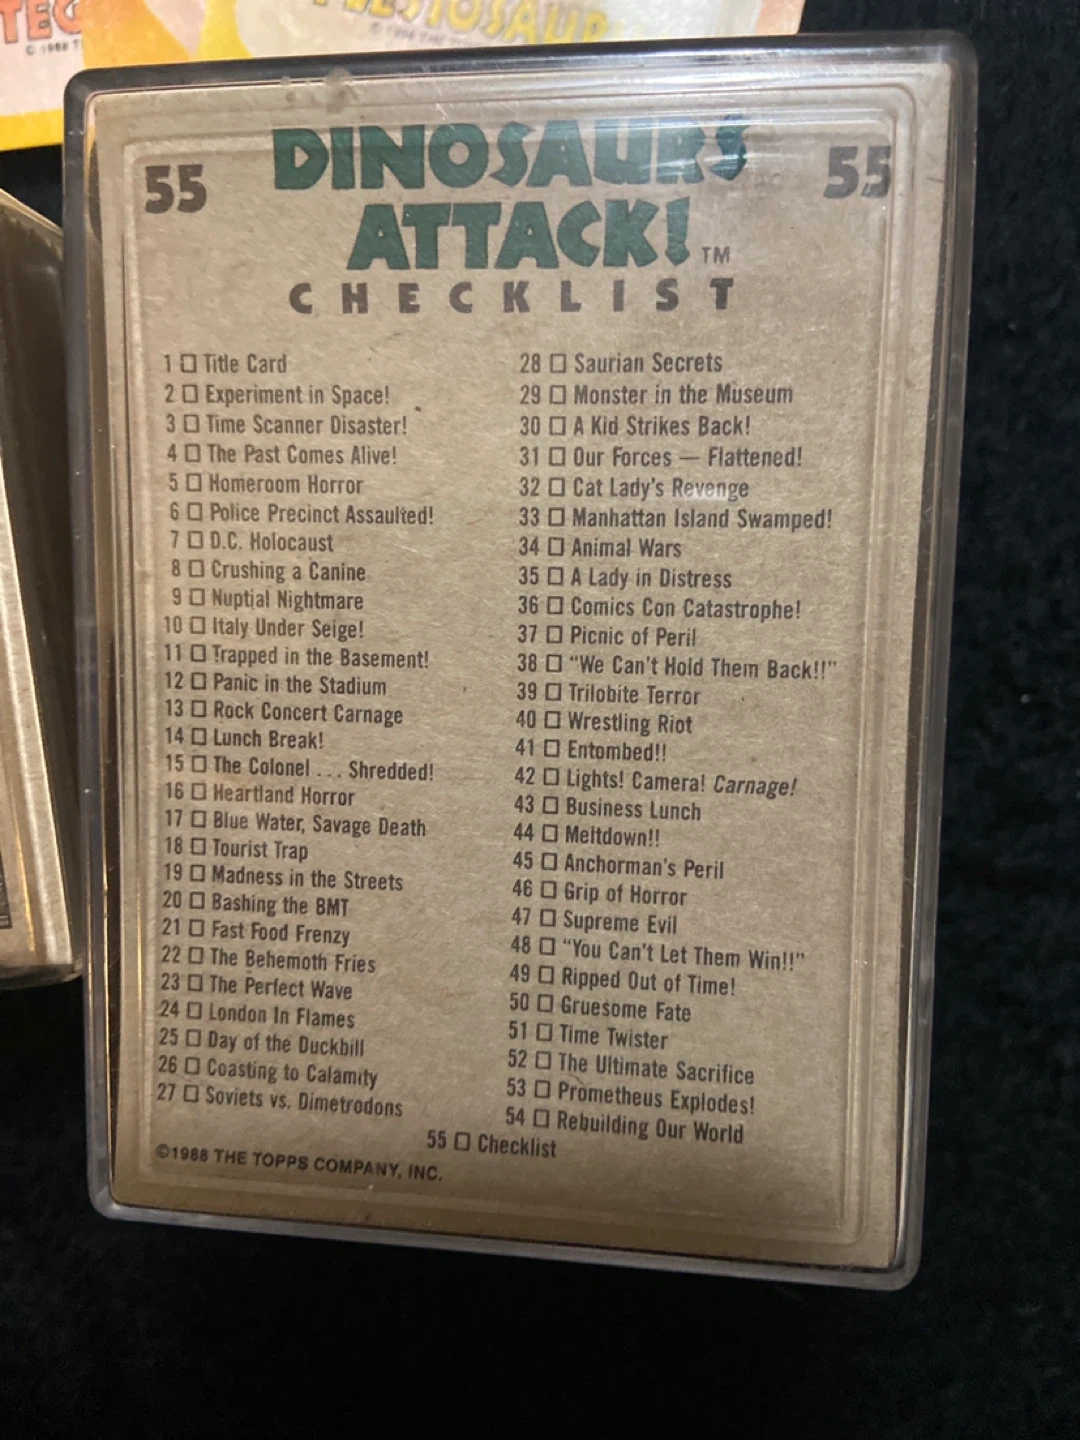 © 1988 T
DINOSAURS
55 55
ATTACK! TM
CHECKLIST
1 ☐ Title Card
2 ☐ Experiment in Space!
3 ☐ Time Scanner Disaster!
4 ☐ The Past Comes Alive!
5 ☐ Homeroom Horror
6 ☐ Police Precinct Assaulted!
7 ☐ D.C. Holocaust
8 ☐ Crushing a Canine
9 ☐ Nuptial Nightmare
10 ☐ Italy Under Seige!
11 ☐ Trapped in the Basement!
12 ☐ Panic in the Stadium
13 ☐ Rock Concert Carnage
14 ☐ Lunch Break!
15 ☐ The Colonel ... Shredded!
16 ☐ Heartland Horror
17 ☐ Blue Water, Savage Death
18 ☐ Tourist Trap
19 ☐ Madness in the Streets
20 ☐ Bashing the BMT
21 ☐ Fast Food Frenzy
22 ☐ The Behemoth Fries
23 ☐ The Perfect Wave
24 ☐ London In Flames
25 ☐ Day of the Duckbill
26 ☐ Coasting to Calamity
27 ☐ Soviets vs. Dimetrodons
28 ☐ Saurian Secrets
29 ☐ Monster in the Museum
30 ☐ A Kid Strikes Back!
31 ☐ Our Forces — Flattened!
32 ☐ Cat Lady's Revenge
33 ☐ Manhattan Island Swamped!
34 ☐ Animal Wars
35 ☐ A Lady in Distress
36 ☐ Comics Con Catastrophe!
37 ☐ Picnic of Peril
38 ☐ "We Can't Hold Them Back!!"
39 ☐ Trilobite Terror
40 ☐ Wrestling Riot
41 ☐ Entombed!!
42 ☐ Lights! Camera! Carnage!
43 ☐ Business Lunch
44 ☐ Meltdown!!
45 ☐ Anchorman's Peril
46 ☐ Grip of Horror
47 ☐ Supreme Evil
48 ☐ "You Can't Let Them Win!!"
49 ☐ Ripped Out of Time!
50 ☐ Gruesome Fate
51 ☐ Time Twister
52 ☐ The Ultimate Sacrifice
53 ☐ Prometheus Explodes!
54 ☐ Rebuilding Our World
55 ☐ Checklist
©1988 THE TOPPS COMPANY, INC.